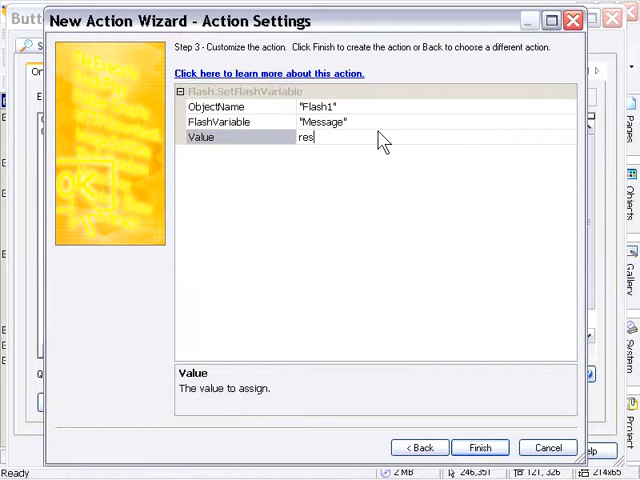 Butt
New Action Wizard - Action Settings
Step 3 - Customize the action. Click Finish to create the action or Back to choose a different action.
Click here to learn more about this action.
Flash.SetFlashVariable
ObjectName "Flash1"
FlashVariable "Message"
Value res
Value
The value to assign.
< Back Finish Cancel
Pages
Objects
Gallery
System
Project
elp
Ready 2 MB 246,351 121, 326 214x65